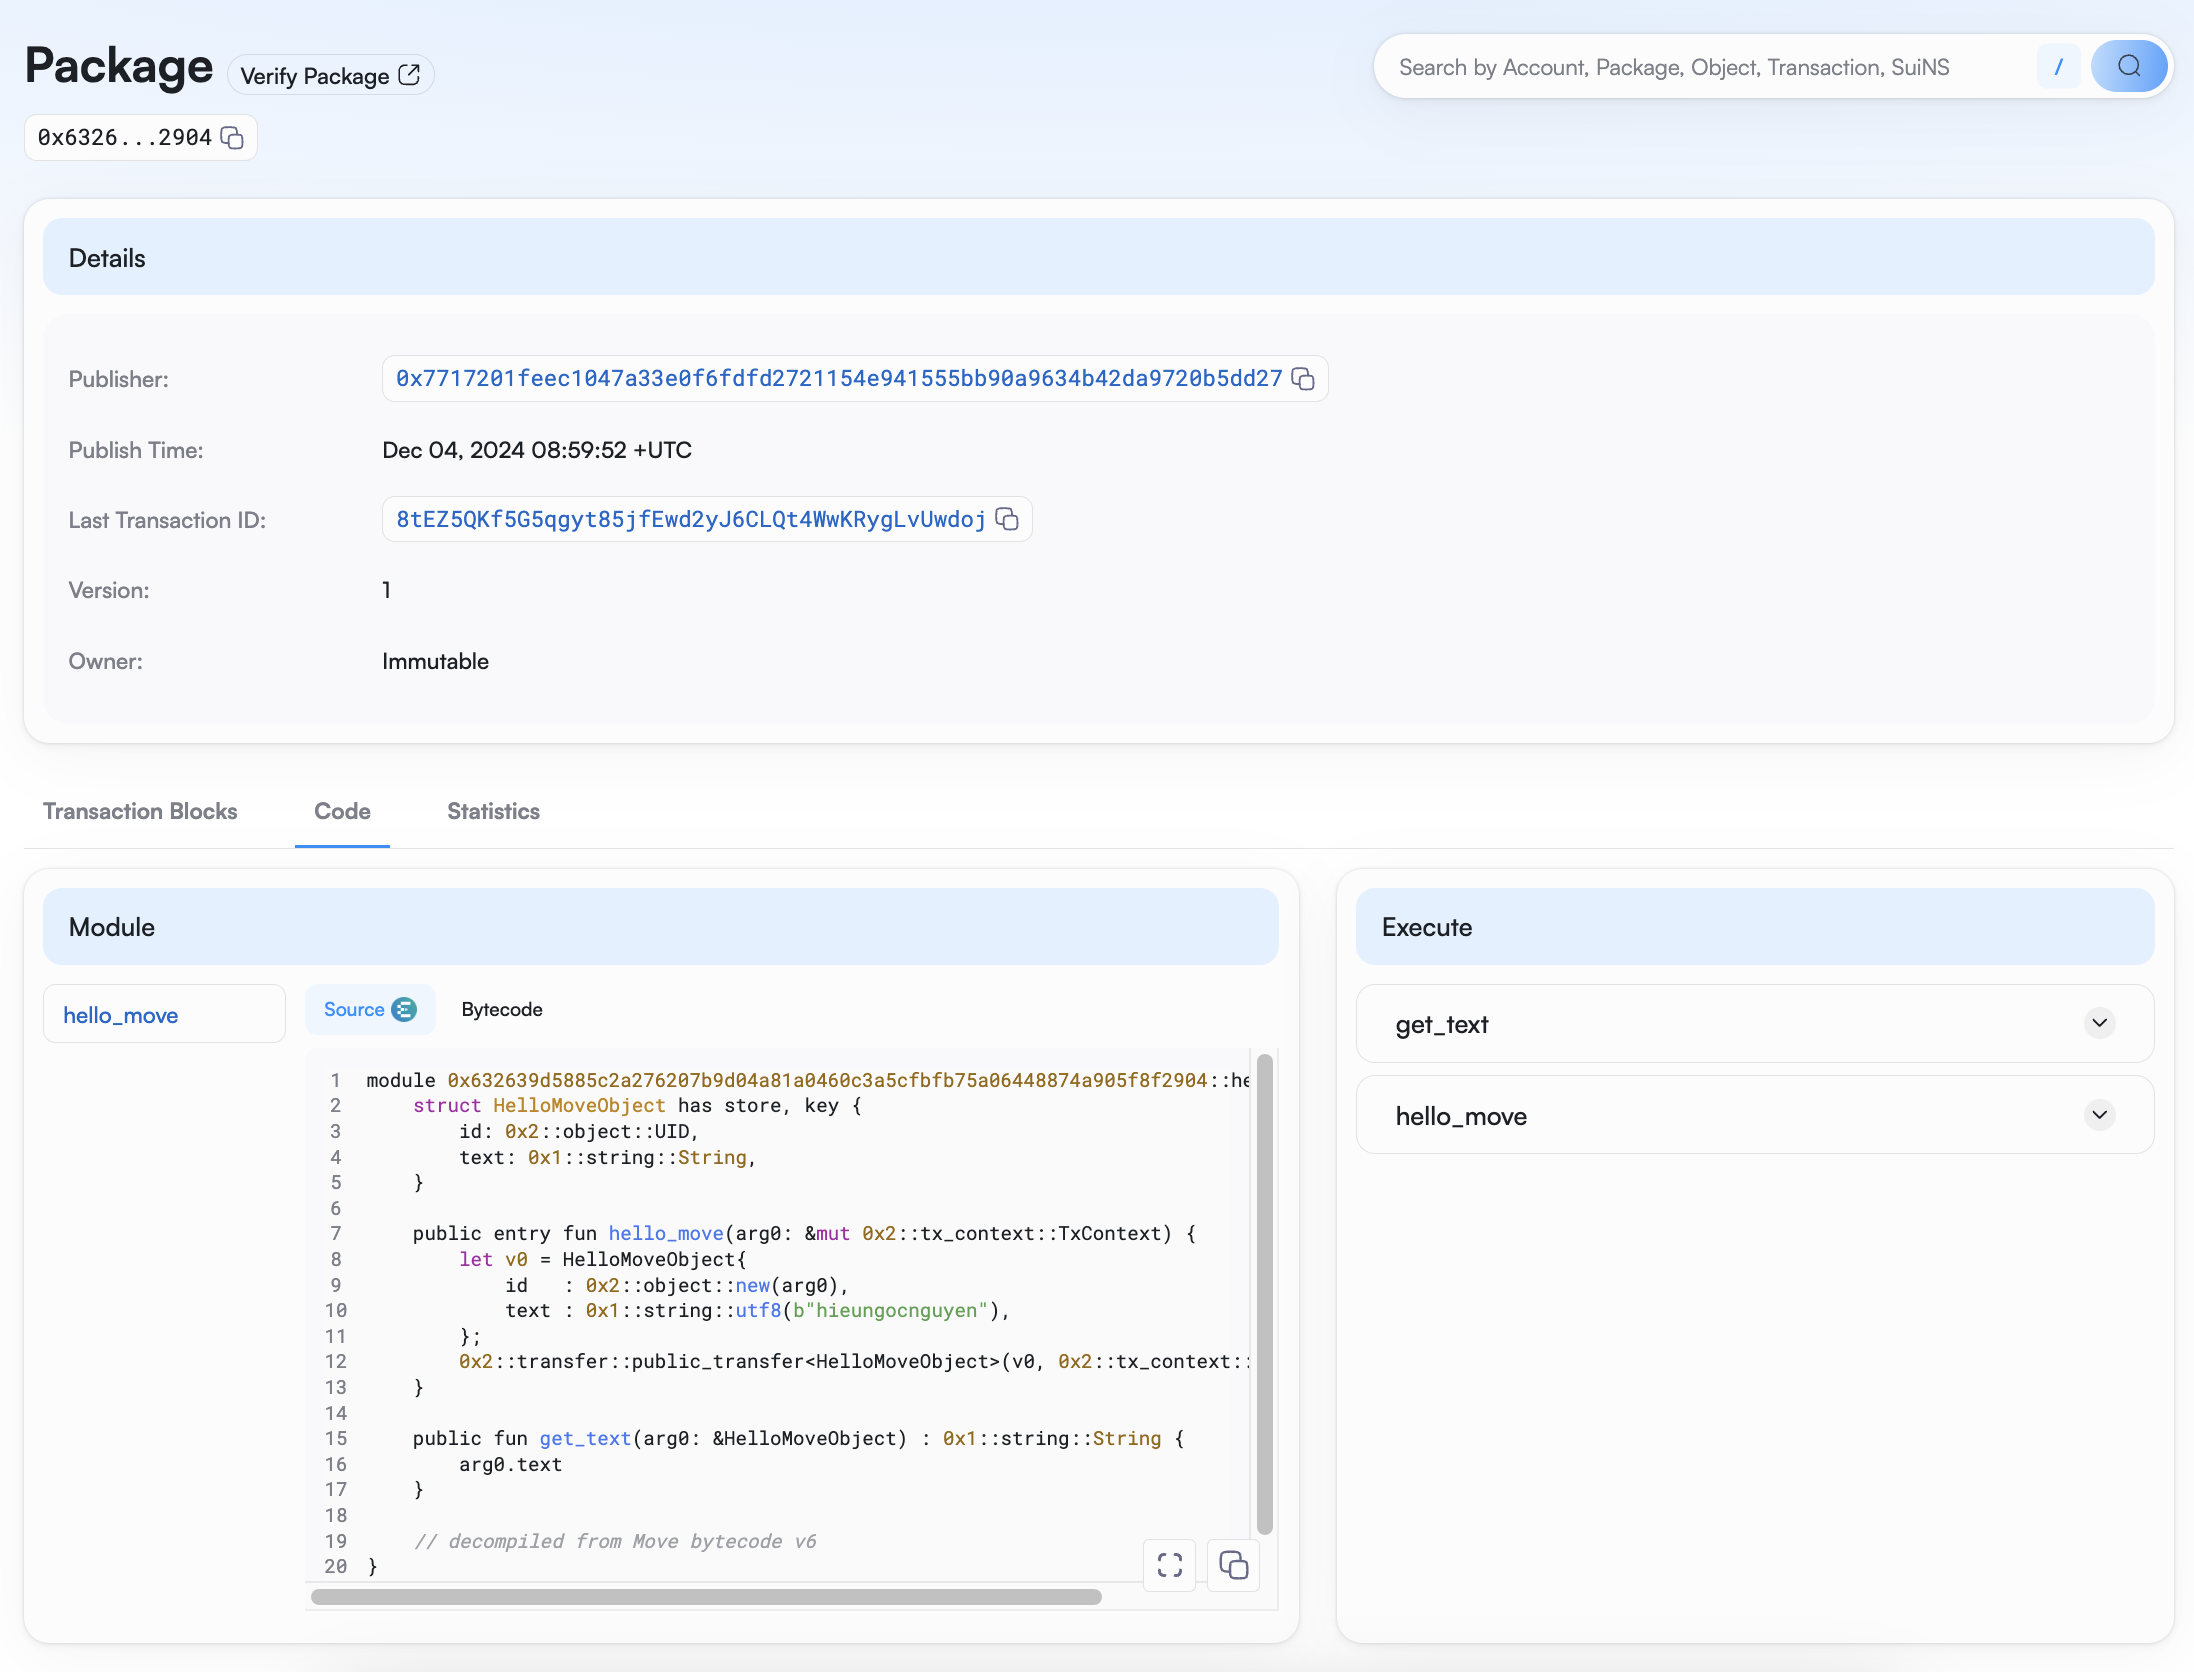 Package
Verify Package
Search by Account, Package, Object, Transaction, SuiNS
/
0x6326...2904
Details
Publisher:
0x7717201feec1047a33e0f6fdfd2721154e941555bb90a9634b42da9720b5dd27
Publish Time:
Dec 04, 2024 08:59:52 +UTC
Last Transaction ID:
8tEZ5QKf5G5qgyt85jfEwd2yJ6CLQt4WwKRygLvUwdoj
Version:
1
Owner:
Immutable
Transaction Blocks
Code
Statistics
Module
hello_move
Source
Bytecode
1 module 0x632639d5885c2a276207b9d04a81a0460c3a5cfbfb75a06448874a905f8f2904::he
2     struct HelloMoveObject has store, key {
3         id: 0x2::object::UID,
4         text: 0x1::string::String,
5     }
6
7     public entry fun hello_move(arg0: &mut 0x2::tx_context::TxContext) {
8         let v0 = HelloMoveObject{
9             id   : 0x2::object::new(arg0),
10             text : 0x1::string::utf8(b"hieungocnguyen"),
11         };
12         0x2::transfer::public_transfer<HelloMoveObject>(v0, 0x2::tx_context::
13     }
14
15     public fun get_text(arg0: &HelloMoveObject) : 0x1::string::String {
16         arg0.text
17     }
18
19     // decompiled from Move bytecode v6
20 }
Execute
get_text
hello_move